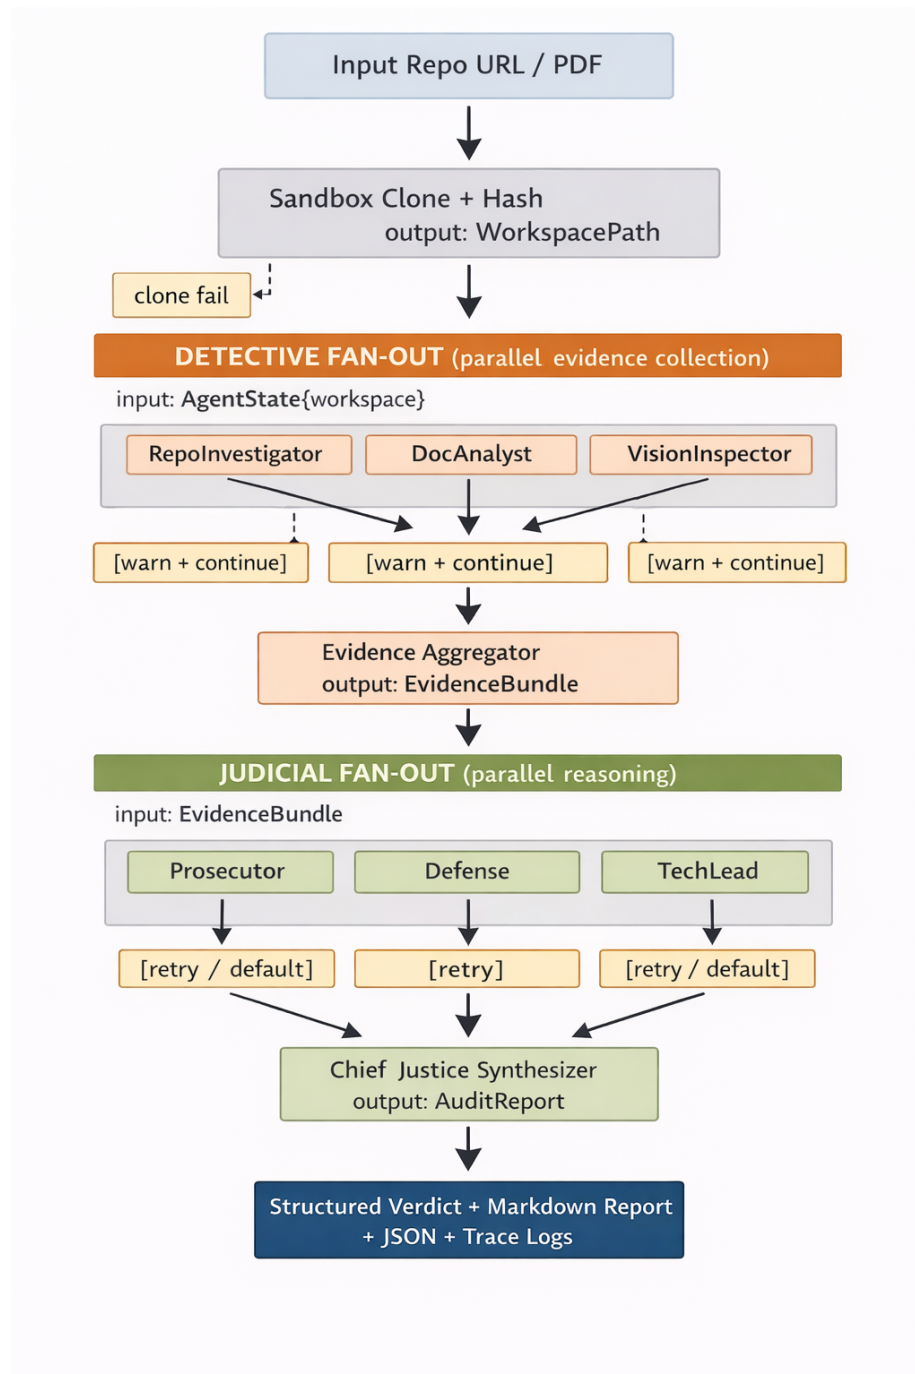 Input Repo URL / PDF
Sandbox Clone + Hash
output: WorkspacePath
clone fail
DETECTIVE FAN-OUT (parallel evidence collection)
input: AgentState{workspace}
RepoInvestigator
DocAnalyst
VisionInspector
[warn + continue]
[warn + continue]
[warn + continue]
Evidence Aggregator
output: EvidenceBundle
JUDICIAL FAN-OUT (parallel reasoning)
input: EvidenceBundle
Prosecutor
Defense
TechLead
[retry / default]
[retry]
[retry / default]
Chief Justice Synthesizer
output: AuditReport
Structured Verdict + Markdown Report
+ JSON + Trace Logs